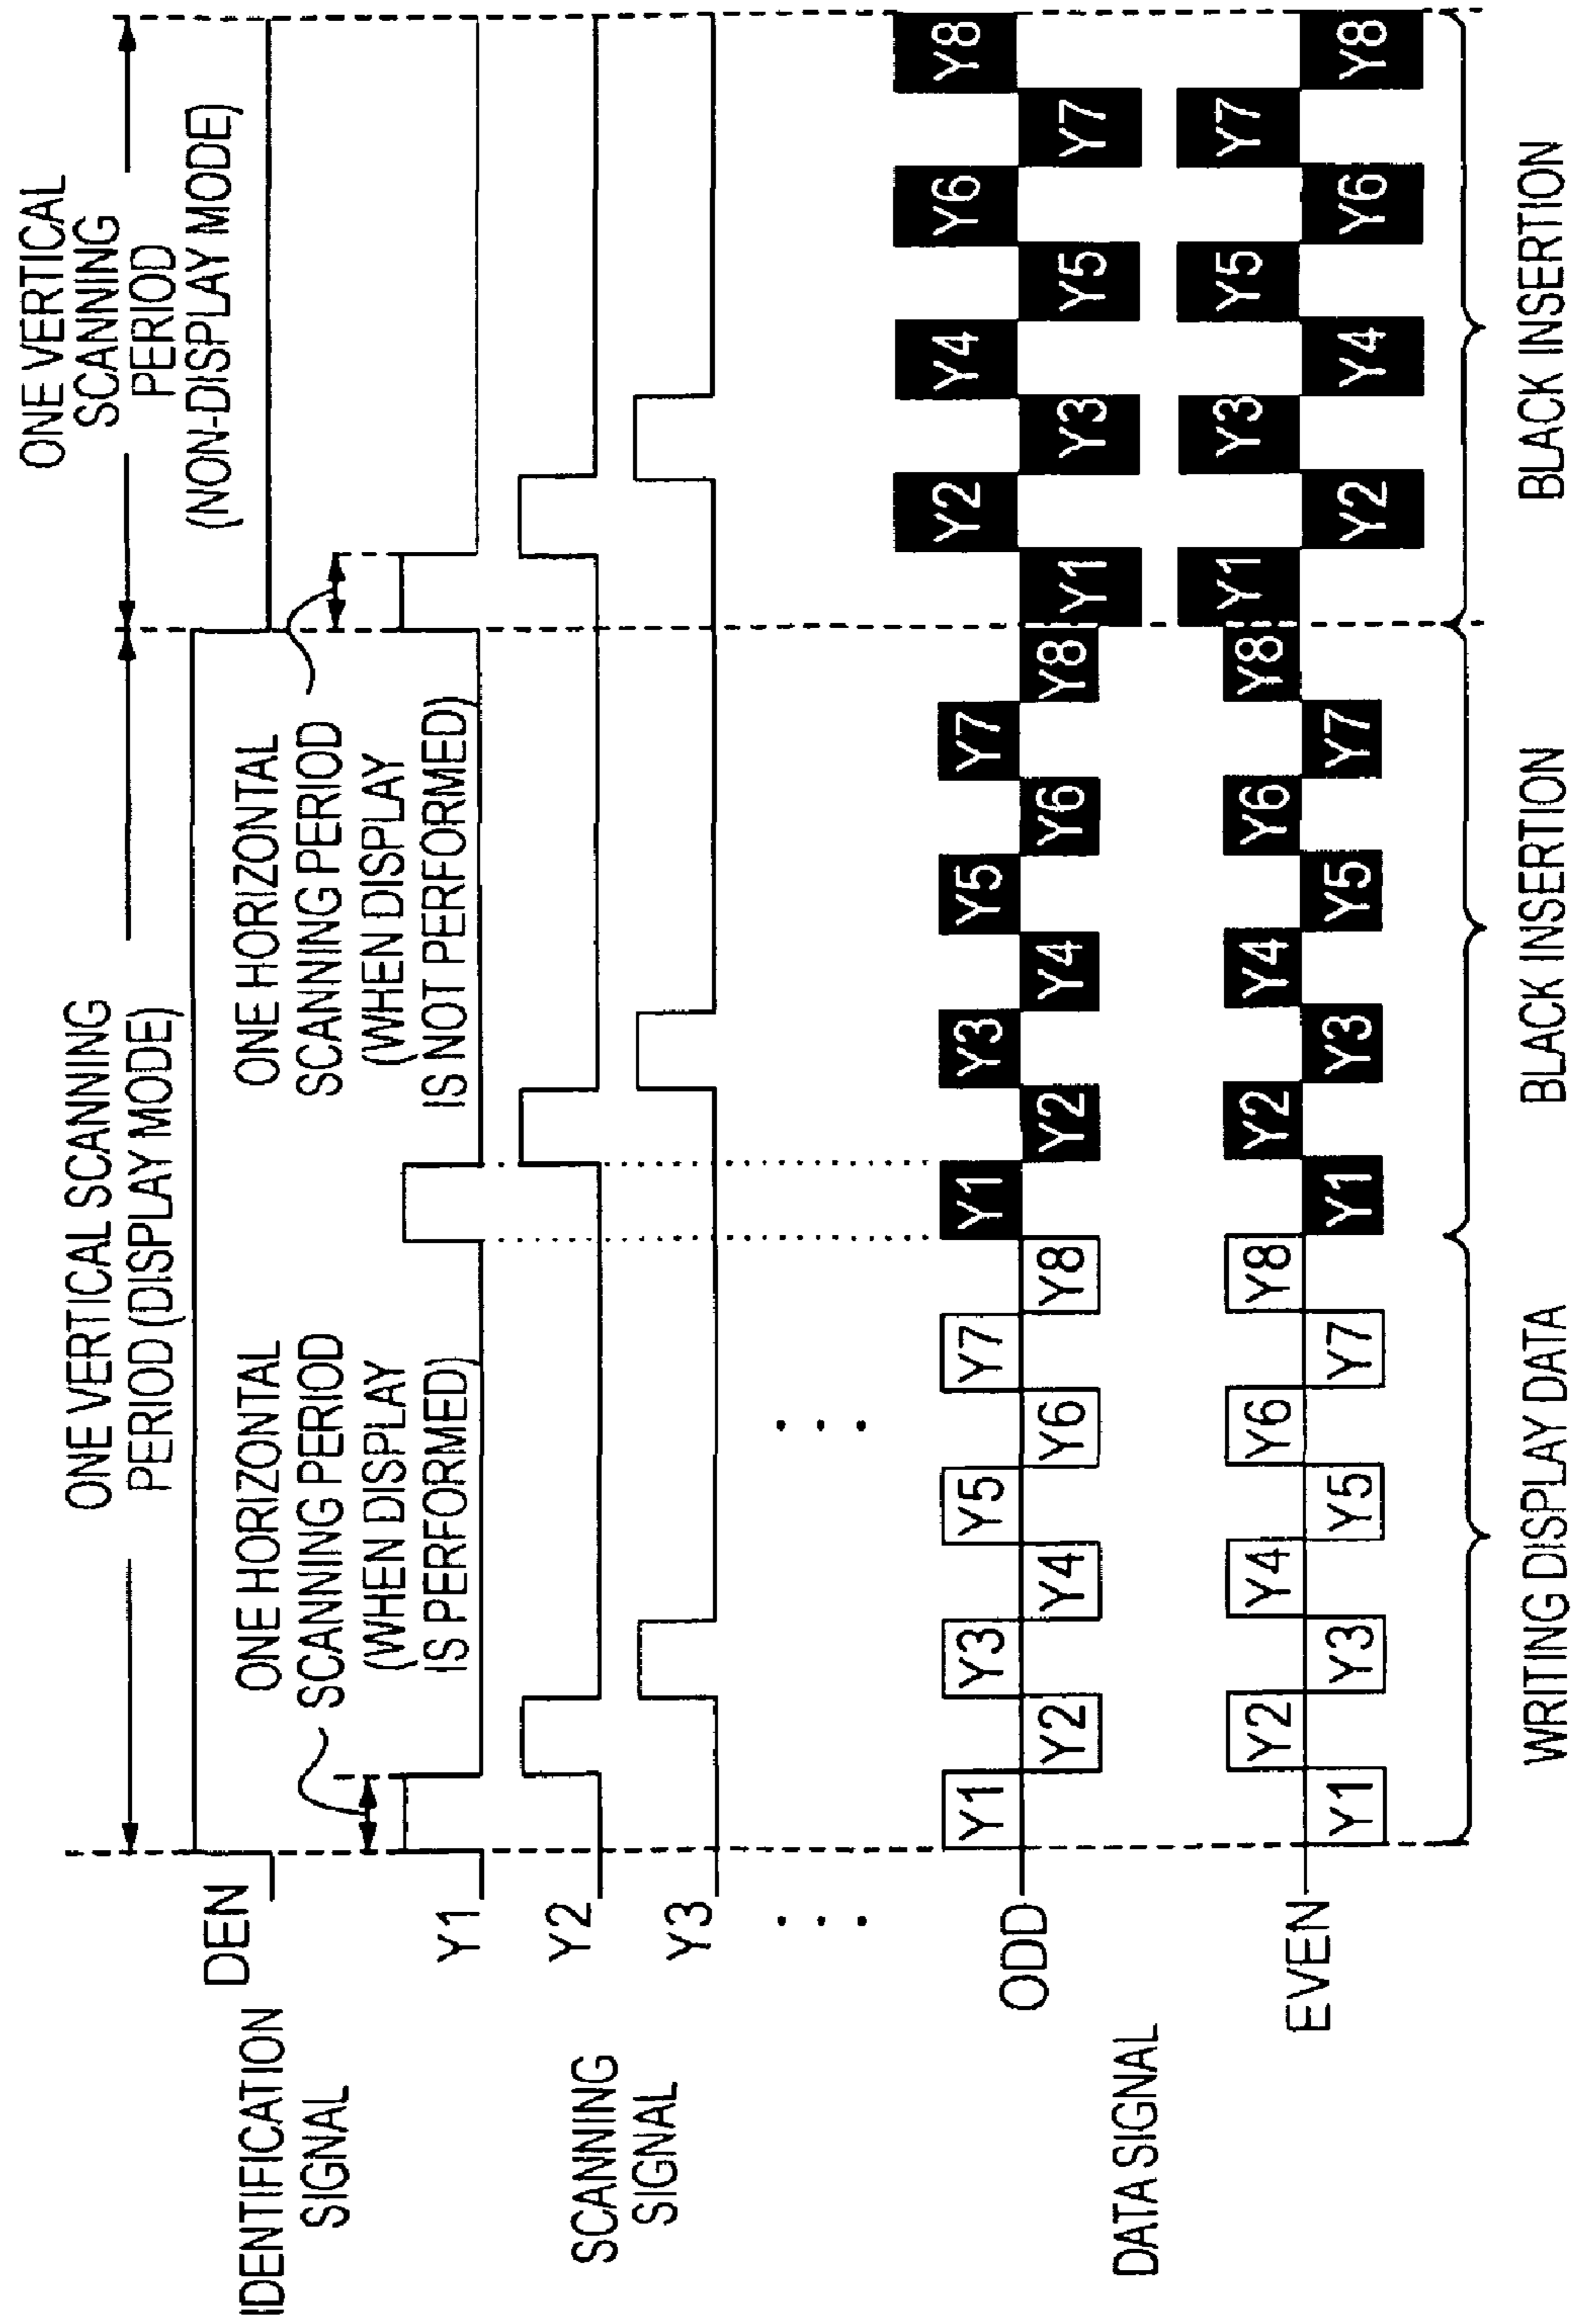 ONE VERTICAL SCANNING
PERIOD (DISPLAY MODE)
ONE VERTICAL
SCANNING
PERIOD
(NON-DISPLAY MODE)
IDENTIFICATION
SIGNAL
DEN
ONE HORIZONTAL
SCANNING PERIOD
(WHEN DISPLAY
IS PERFORMED)
ONE HORIZONTAL
SCANNING PERIOD
(WHEN DISPLAY
IS NOT PERFORMED)
SCANNING
SIGNAL
Y1
Y2
Y3
DATA SIGNAL
ODD
Y1 Y3 Y5 Y7 Y1 Y3 Y5 Y7 Y2 Y4 Y6 Y8
Y2 Y4 Y6 Y8 Y2 Y4 Y6 Y8 Y1 Y3 Y5 Y7
EVEN
Y2 Y4 Y6 Y8 Y2 Y4 Y6 Y8 Y1 Y3 Y5 Y7
Y1 Y3 Y5 Y7 Y1 Y3 Y5 Y7 Y2 Y4 Y6 Y8
WRITING DISPLAY DATA
BLACK INSERTION
BLACK INSERTION